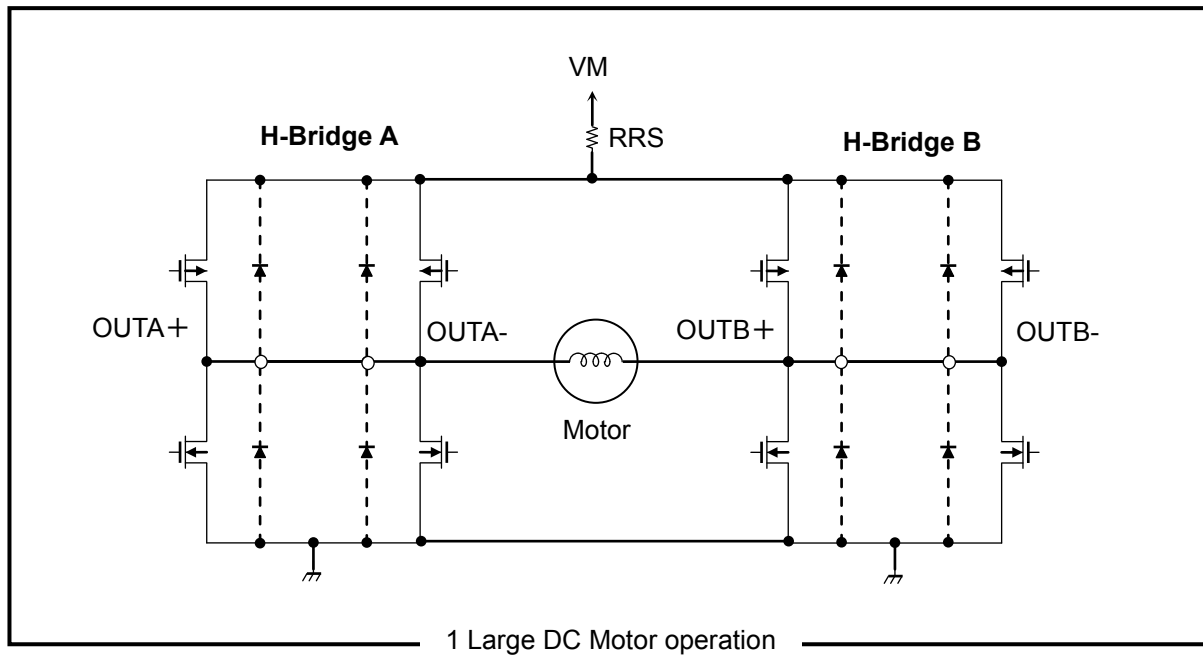 VM
RRS
H-Bridge A
H-Bridge B
OUTA+
OUTA-
OUTB+
OUTB-
Motor
1 Large DC Motor operation